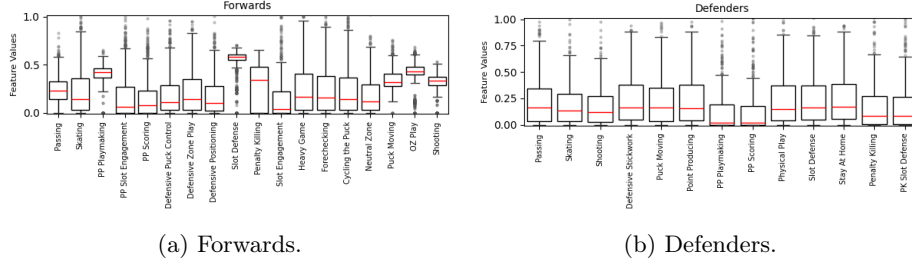 Forwards
Feature Values
1.0
0.5
0.0
Passing
Skating
PP Playmaking
PP Slot Engagement
PP Scoring
Defensive Puck Control
Defensive Zone Play
Defensive Positioning
Slot Defense
Penalty Killing
Slot Engagement
Heavy Game
Forechecking
Cycling the Puck
Neutral Zone
Puck Moving
OZ Play
Shooting
(a) Forwards.
Defenders
Feature Values
1.00
0.75
0.50
0.25
0.00
Passing
Skating
Shooting
Defensive Stickwork
Puck Moving
Point Producing
PP Playmaking
PP Scoring
Physical Play
Slot Defense
Stay At Home
Penalty Killing
PK Slot Defense
(b) Defenders.